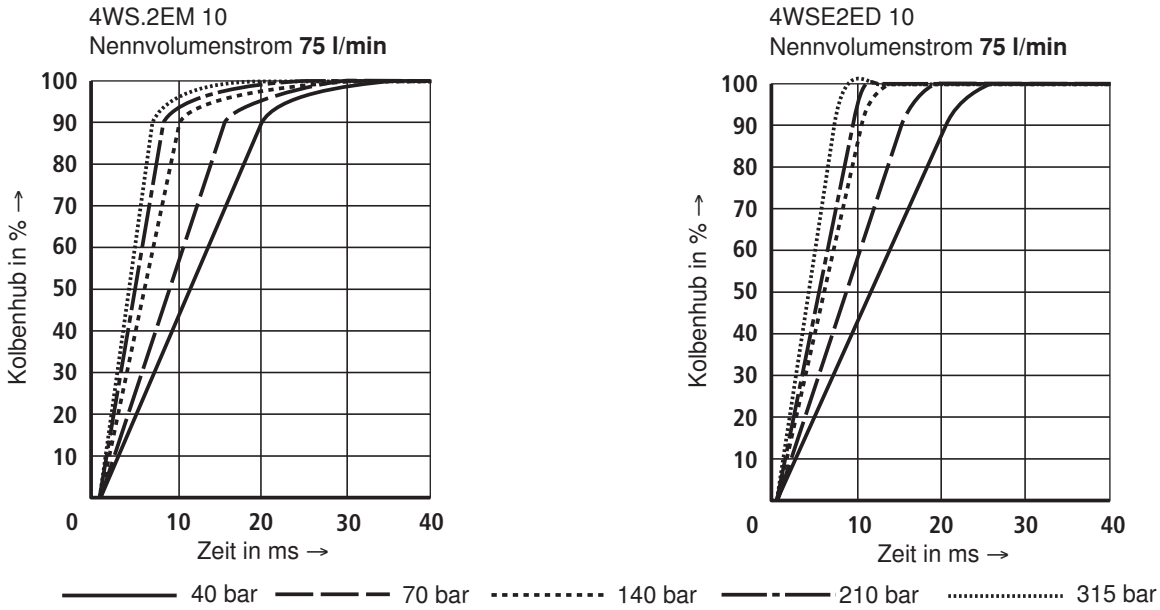 4WS.2EM 10
Nennvolumenstrom 75 l/min
Kolbenhub in % →
100
90
80
70
60
50
40
30
20
10
0
10
20
30
40
Zeit in ms →
4WSE2ED 10
Nennvolumenstrom 75 l/min
Kolbenhub in % →
100
90
80
70
60
50
40
30
20
10
0
10
20
30
40
Zeit in ms →
40 bar
70 bar
140 bar
210 bar
315 bar